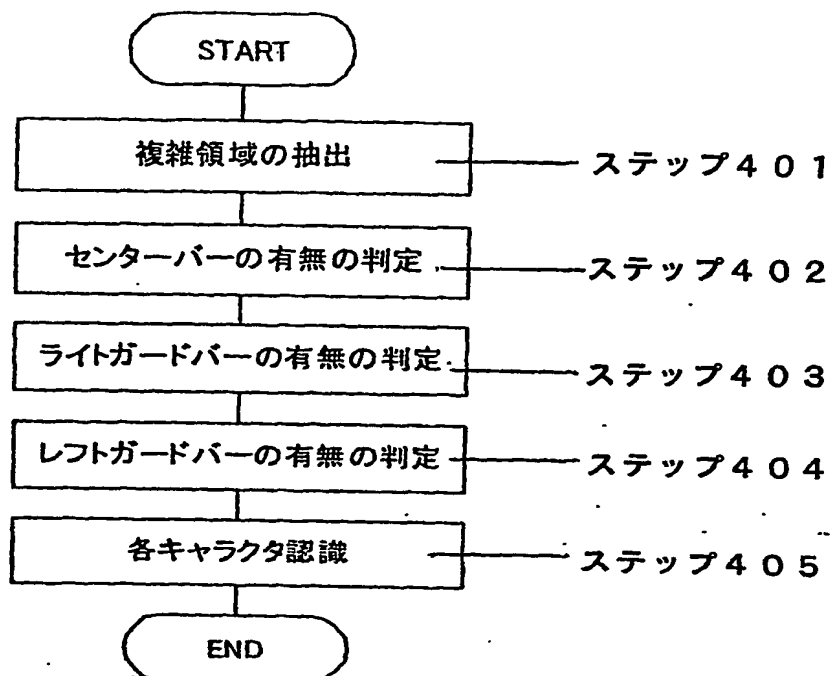 START
複雑領域の抽出
ステップ401
センターバーの有無の判定
ステップ402
ライトガードバーの有無の判定
ステップ403
レフトガードバーの有無の判定
ステップ404
各キャラクタ認識
ステップ405
END